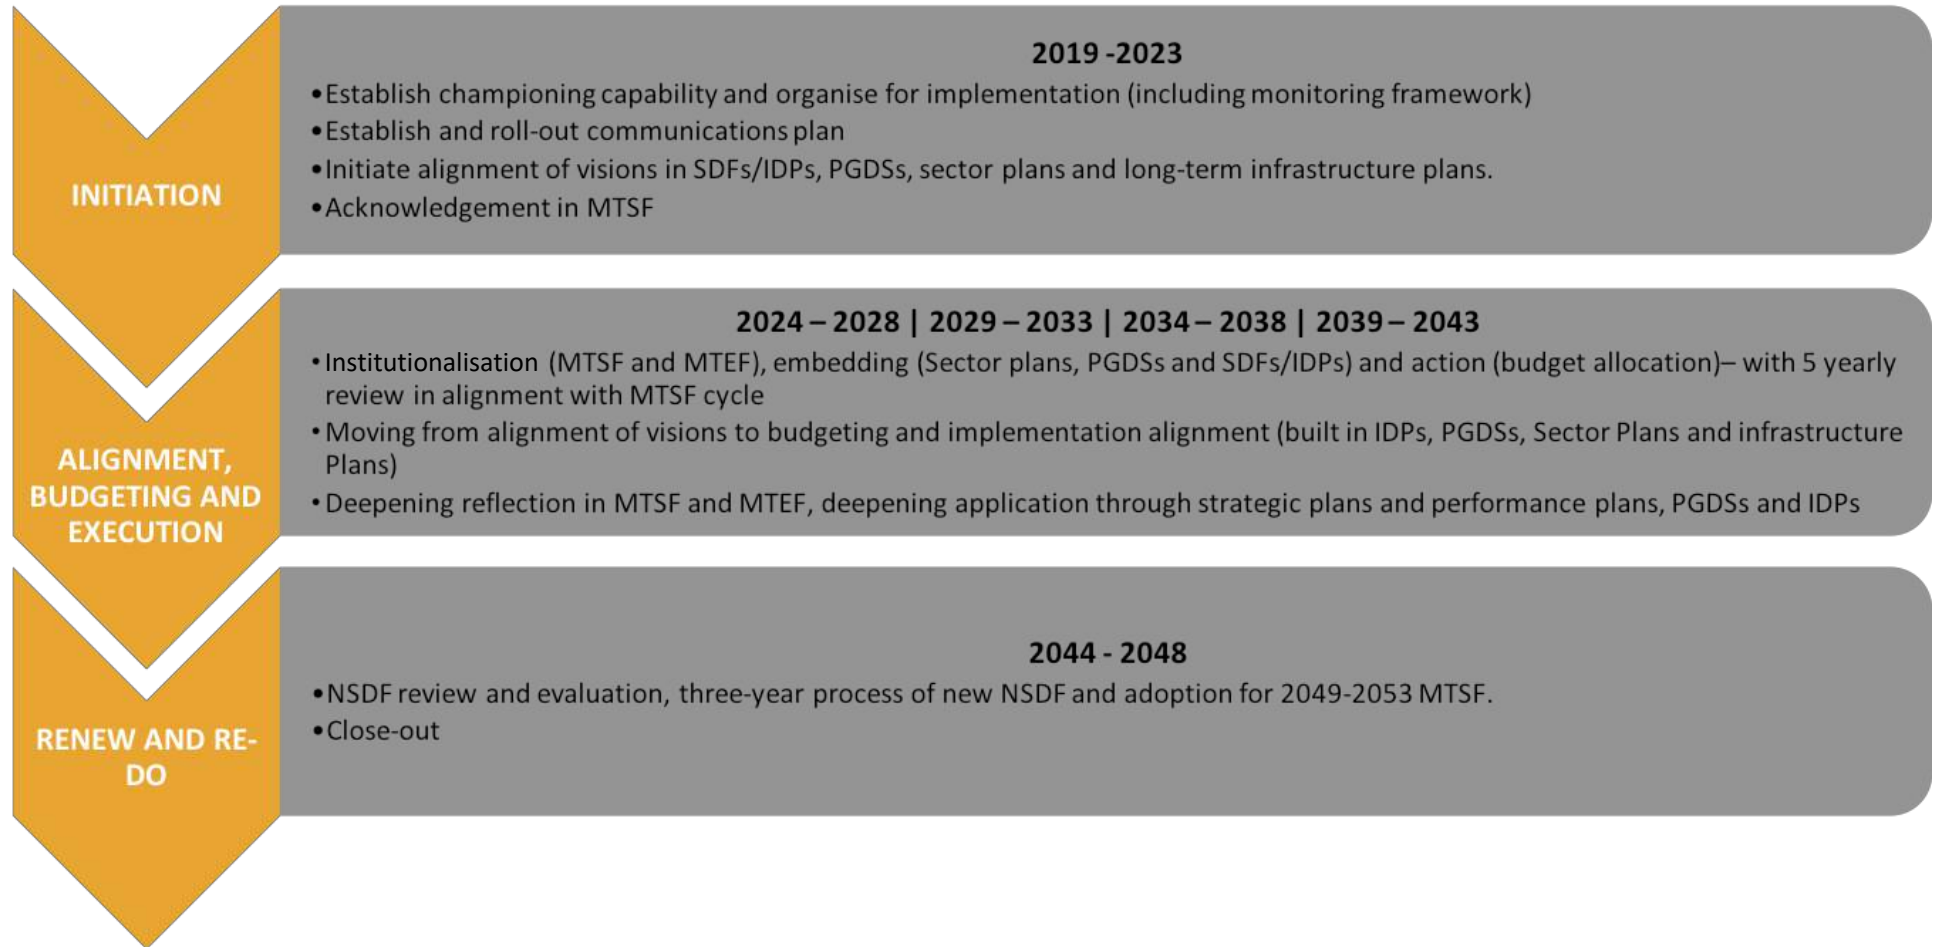 INITIATION
2019 -2023
•Establish championing capability and organise for implementation (including monitoring framework)
•Establish and roll-out communications plan
•Initiate alignment of visions in SDFs/IDPs, PGDSs, sector plans and long-term infrastructure plans.
•Acknowledgement in MTSF
ALIGNMENT,
BUDGETING AND
EXECUTION
2024 – 2028 | 2029 – 2033 | 2034 – 2038 | 2039 – 2043
•Institutionalisation (MTSF and MTEF), embedding (Sector plans, PGDSs and SDFs/IDPs) and action (budget allocation)– with 5 yearly
review in alignment with MTSF cycle
•Moving from alignment of visions to budgeting and implementation alignment (built in IDPs, PGDSs, Sector Plans and infrastructure
Plans)
•Deepening reflection in MTSF and MTEF, deepening application through strategic plans and performance plans, PGDSs and IDPs
RENEW AND RE-
DO
2044 - 2048
•NSDF review and evaluation, three-year process of new NSDF and adoption for 2049-2053 MTSF.
•Close-out